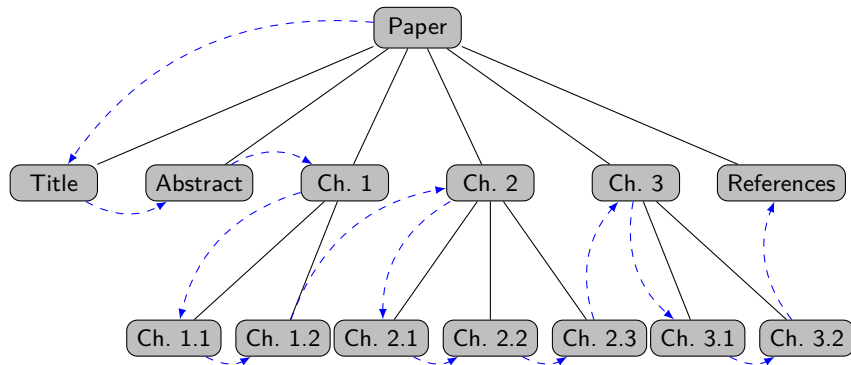 Paper
Title
Abstract
Ch. 1
Ch. 2
Ch. 3
References
Ch. 1.1
Ch. 1.2
Ch. 2.1
Ch. 2.2
Ch. 2.3
Ch. 3.1
Ch. 3.2